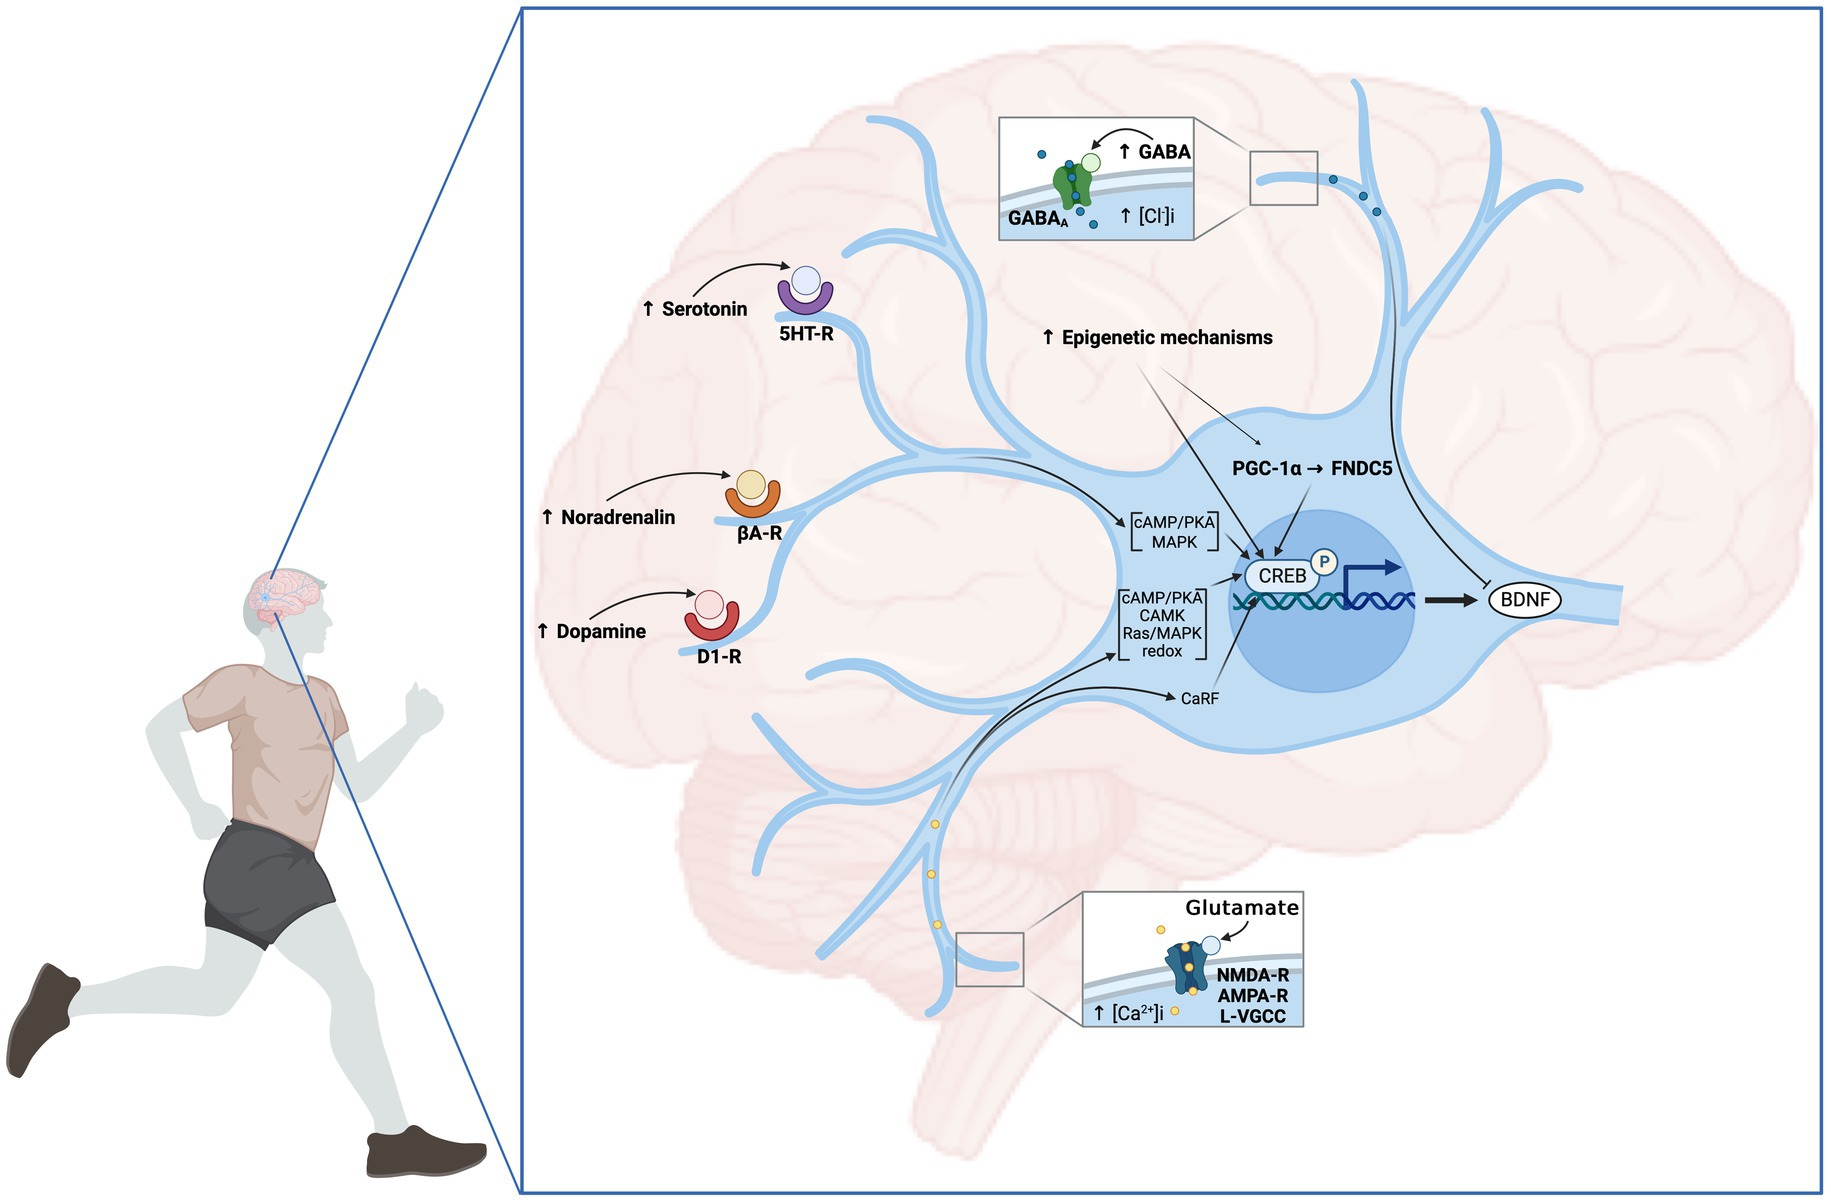 ↑ GABA
GABA_A
↑ [Cl⁻]i
↑ Serotonin
5HT-R
↑ Epigenetic mechanisms
PGC-1α → FNDC5
↑ Noradrenalin
βA-R
cAMP/PKA
MAPK
P
CREB
BDNF
cAMP/PKA
CAMK
Ras/MAPK
redox
↑ Dopamine
D1-R
CaRF
Glutamate
NMDA-R
AMPA-R
L-VGCC
↑ [Ca²⁺]i